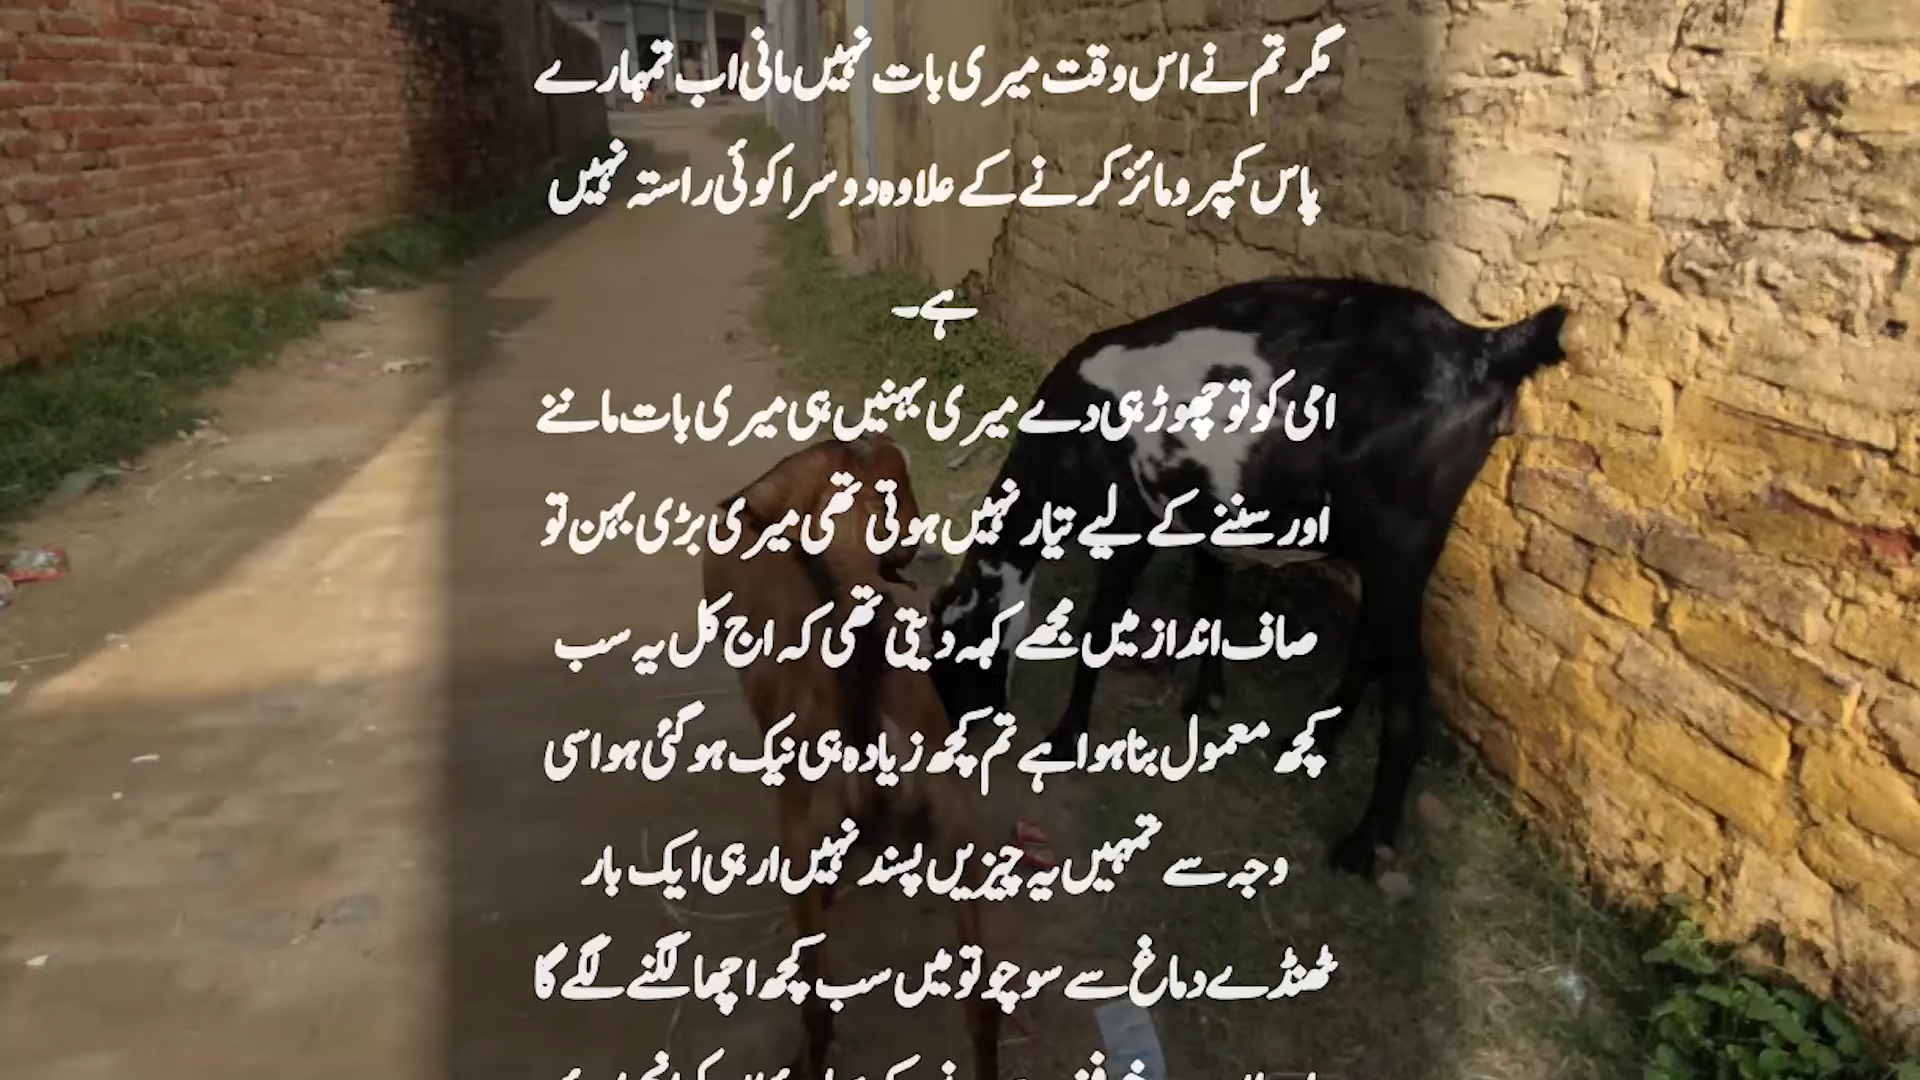 مگر تم نے اس وقت میری بات نہیں مانی اب تمہارے
پاس کمپرومائز کرنے کے علاوہ دوسرا کوئی راستہ نہیں
ہے۔
امی کو تو چھوڑ ہی دے میری بہنیں ہی میری بات ماننے
اور سننے کے لیے تیار نہیں ہوتی تھی میری بڑی بہن تو
صاف انداز میں مجھے کہہ دیتی تھی کہ اج کل یہ سب
کچھ معمول بنا ہوا ہے تم کچھ زیادہ ہی نیک ہو گئی ہو اسی
وجہ سے تمہیں یہ چیزیں پسند نہیں ا رہی ایک بار
ٹھنڈے دماغ سے سوچو تو میں سب کچھ اچھا لگنے لگے گا